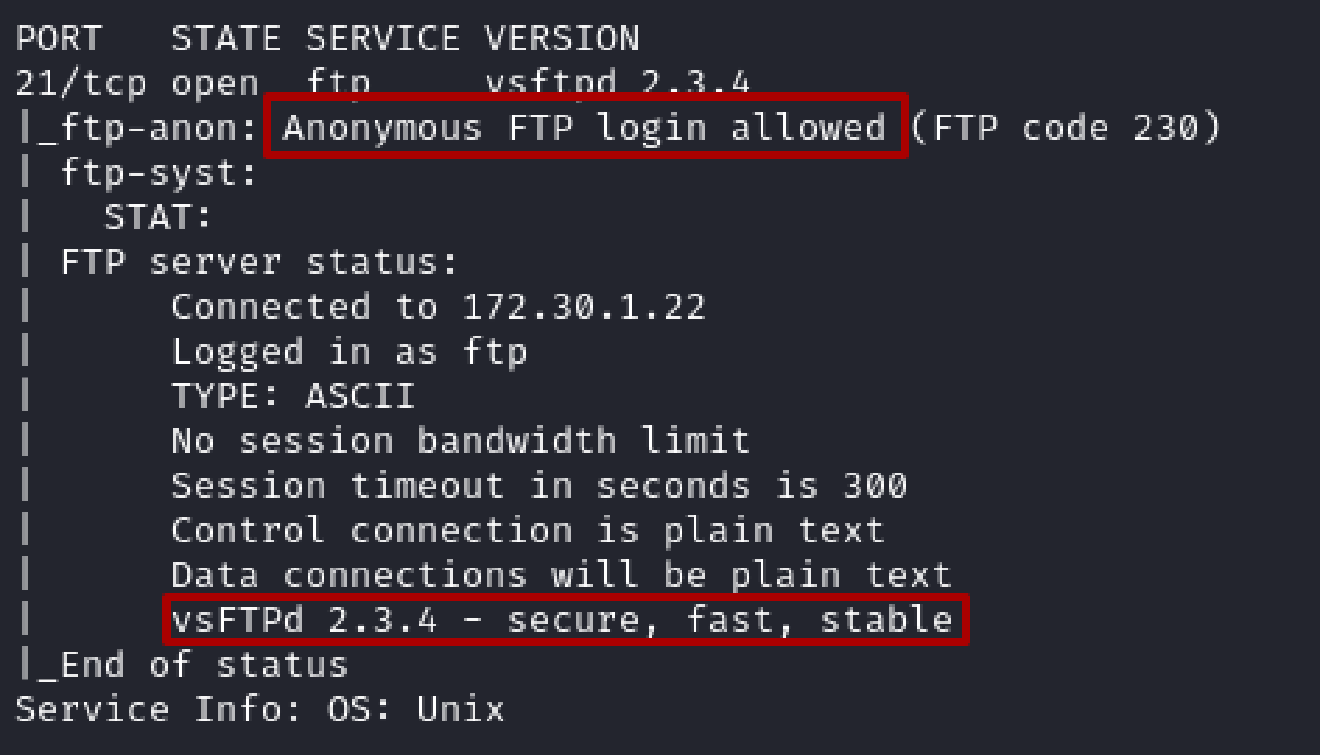 PORT   STATE SERVICE VERSION
21/tcp open  ftp     vsftpd 2.3.4
|_ftp-anon: Anonymous FTP login allowed (FTP code 230)
| ftp-syst:
|   STAT:
| FTP server status:
|      Connected to 172.30.1.22
|      Logged in as ftp
|      TYPE: ASCII
|      No session bandwidth limit
|      Session timeout in seconds is 300
|      Control connection is plain text
|      Data connections will be plain text
|      vsFTPd 2.3.4 - secure, fast, stable
|_End of status
Service Info: OS: Unix